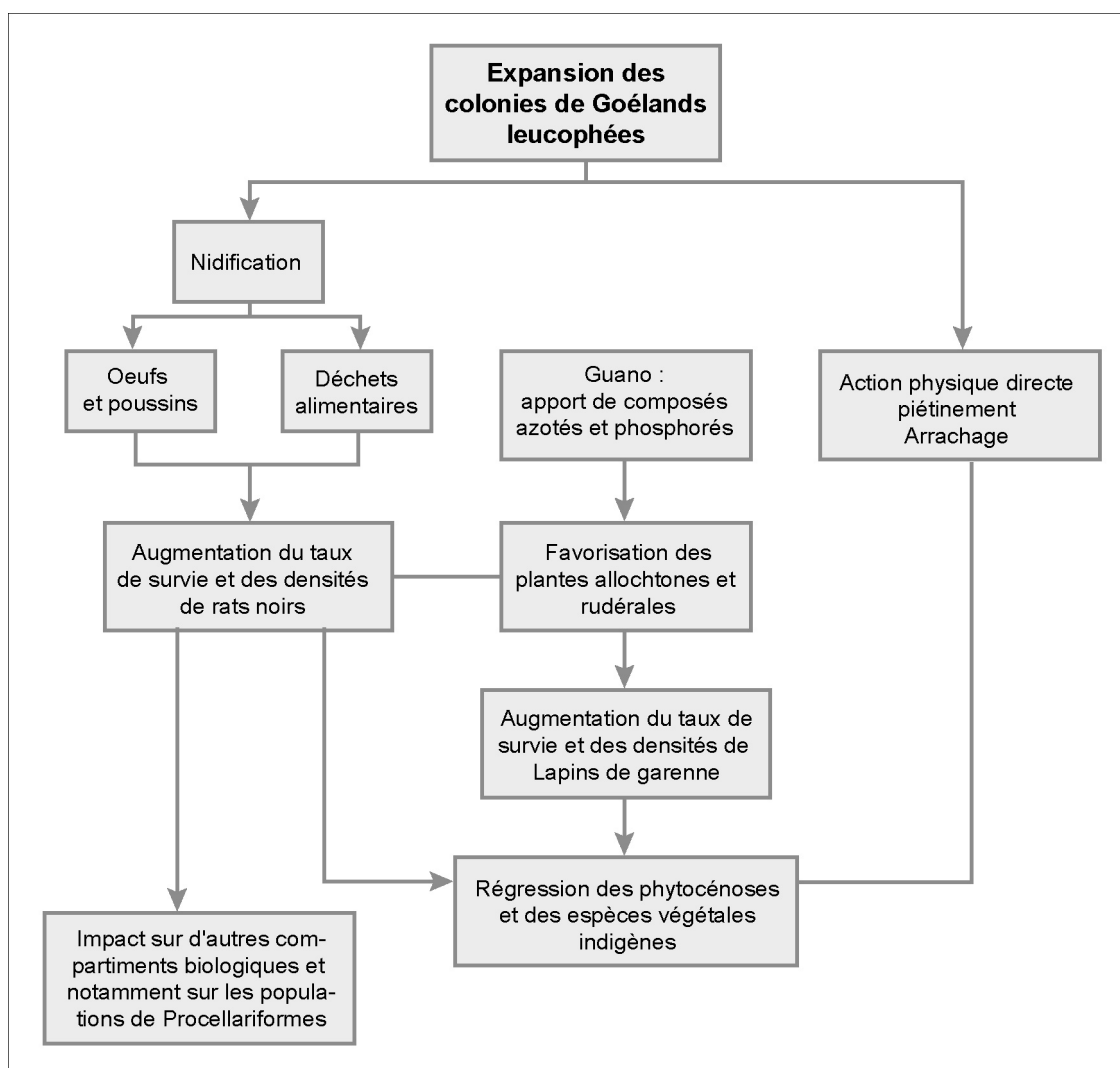 Expansion des
colonies de Goélands
leucophées
Nidification
Oeufs
et poussins
Déchets
alimentaires
Guano :
apport de composés
azotés et phosphorés
Action physique directe
piétinement
Arrachage
Augmentation du taux
de survie et des densités
de rats noirs
Favorisation des
plantes allochtones et
rudérales
Augmentation du taux de
survie et des densités de
Lapins de garenne
Régression des phytocénoses
et des espèces végétales
indigènes
Impact sur d'autres com-
partiments biologiques et
notamment sur les popula-
tions de Procellariformes